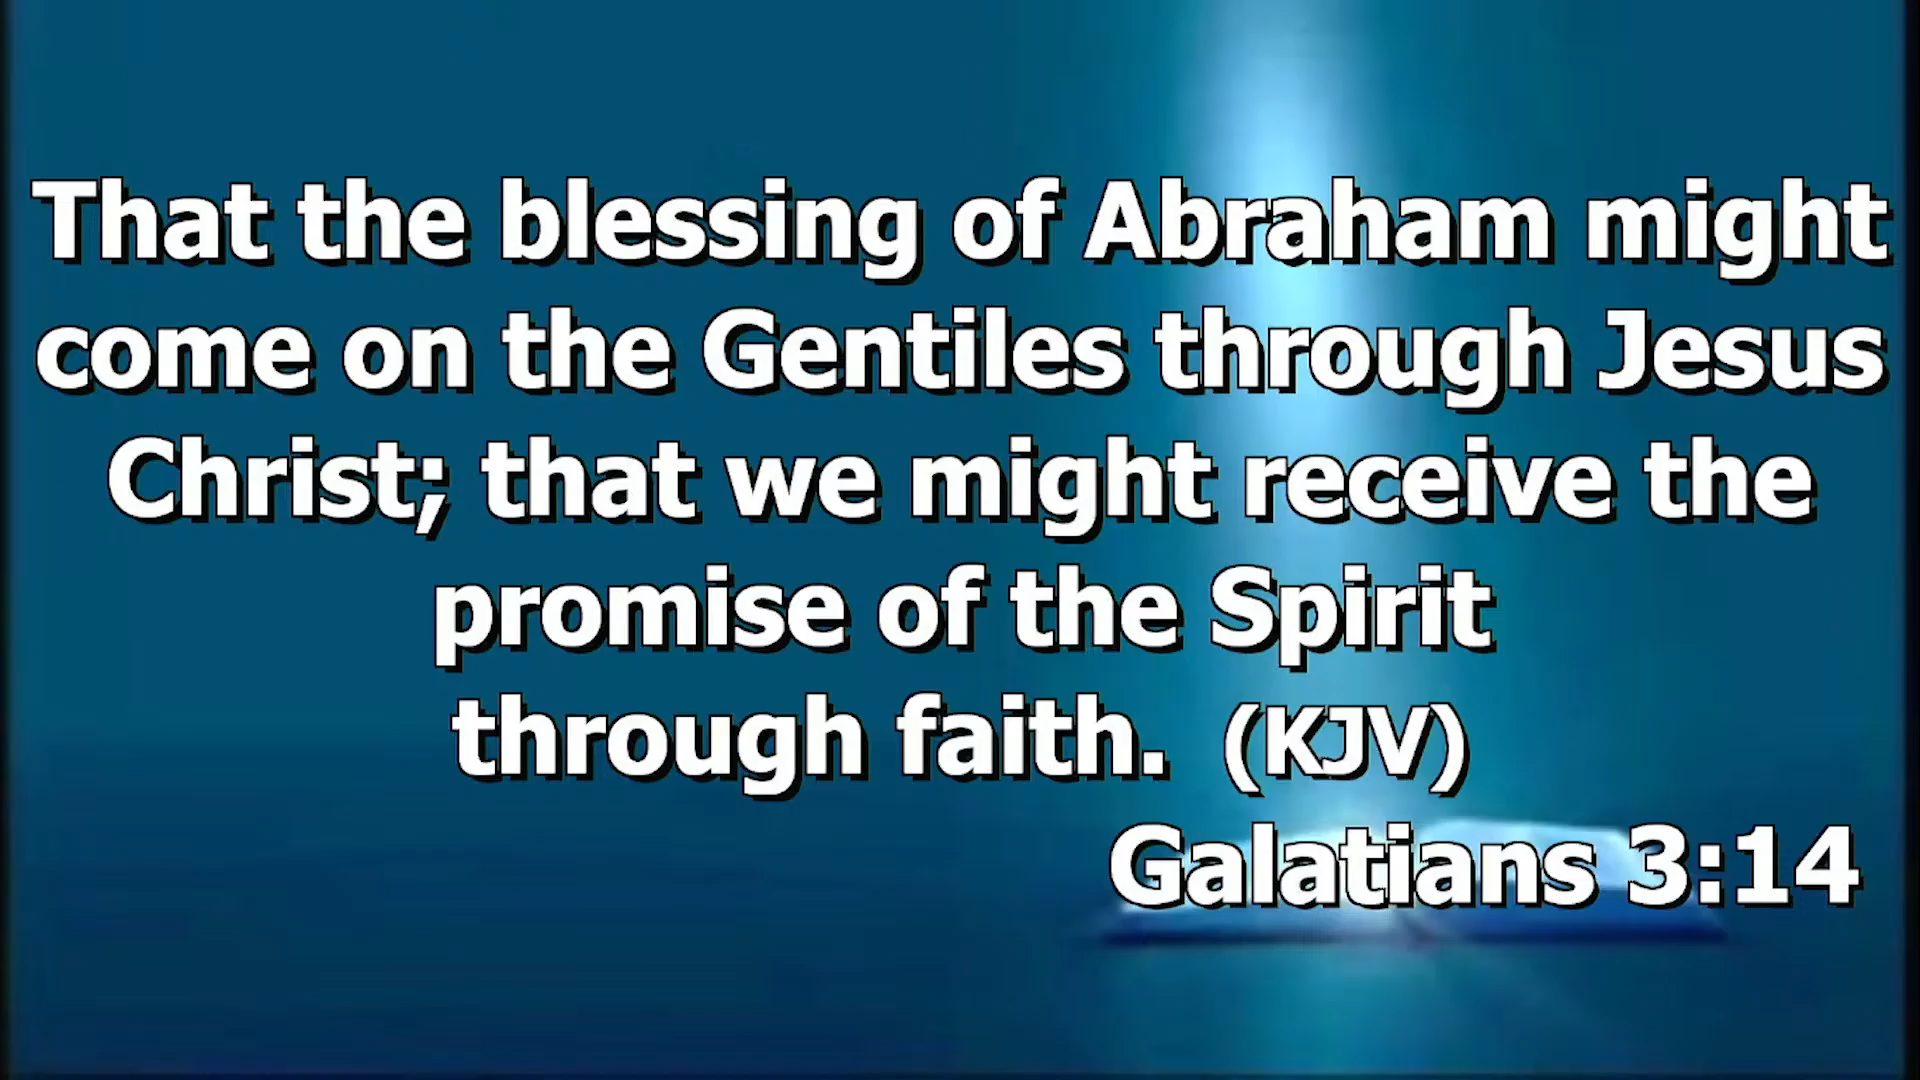 That the blessing of Abraham might
come on the Gentiles through Jesus
Christ; that we might receive the
promise of the Spirit
through faith. (KJV)
Galatians 3:14